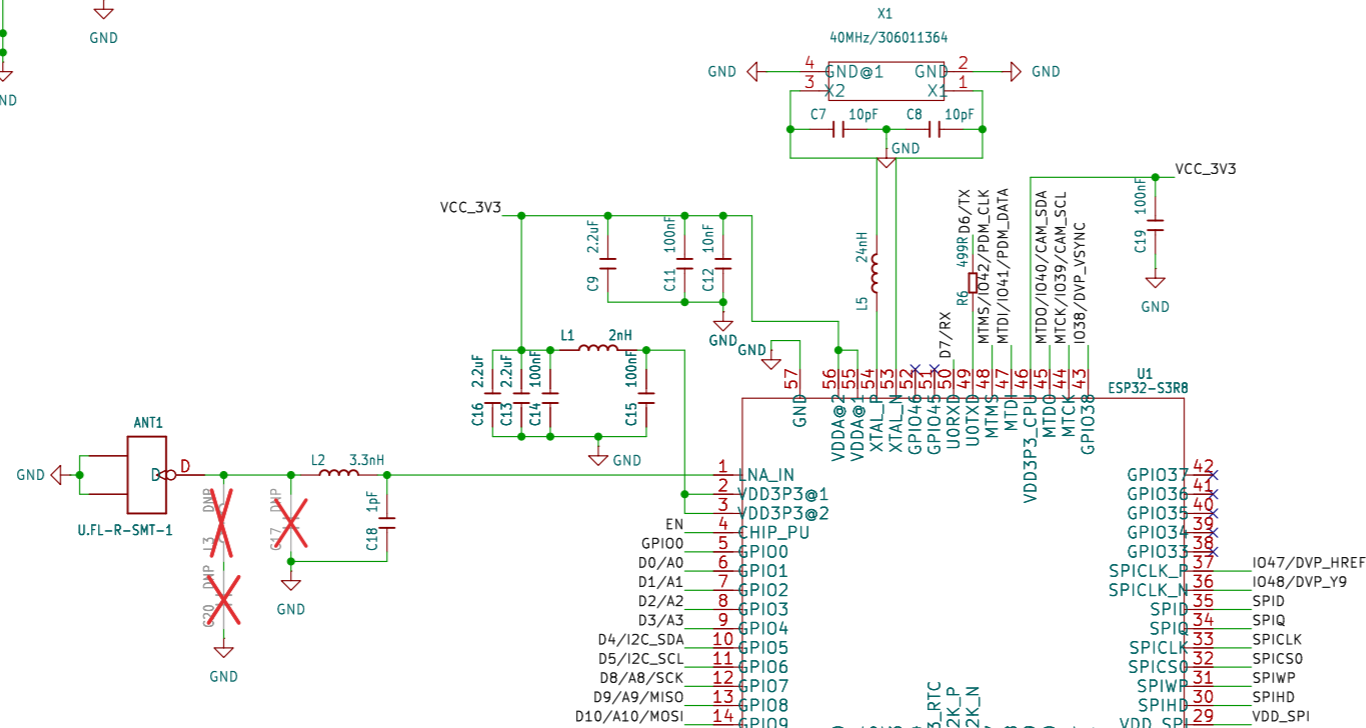 GND
ND
X1
40MHz/306011364
GND 4 GND@1 GND 2 GND
3 X2 X1 1
C7 10pF C8 10pF
GND
VCC_3V3
100nF
C19
GND
VCC_3V3
2.2uF
C9
100nF
C11
10nF
C12
GND
24nH
L5
499R
R6
D6/TX
D7/RX
MTMS/IO42/PDM_CLK
MTDI/IO41/PDM_DATA
MTDO/IO40/CAM_SDA
MTCK/IO39/CAM_SCL
IO38/DVP_VSYNC
L1 2nH
2.2uF
C16
2.2uF
C13
100nF
C14
100nF
C15
GND
GND
U1
ESP32-S3R8
57 GND
56 VDDA@2
55 VDDA@1
54 XTAL_P
53 XTAL_N
52 GPIO46
51 GPIO45
50 U0RXD
49 U0TXD
48 MTMS
47 MTDI
46 VDD3P3_CPU
45 MTDO
44 MTCK
43 GPIO38
ANT1
GND
D D
U.FL-R-SMT-1
L2 3.3nH
L3 DNP
C20 DNP
GND
C17 DNP
GND
1pF
C18
1 LNA_IN
2 VDD3P3@1
3 VDD3P3@2
EN 4 CHIP_PU
GPIO0 5 GPIO0
D0/A0 6 GPIO1
D1/A1 7 GPIO2
D2/A2 8 GPIO3
D3/A3 9 GPIO4
D4/I2C_SDA 10 GPIO5
D5/I2C_SCL 11 GPIO6
D8/A8/SCK 12 GPIO7
D9/A9/MISO 13 GPIO8
D10/A10/MOSI 14 GPIO9
GPIO37 42
GPIO36 41
GPIO35 40
GPIO34 39
GPIO33 38
SPICLK_P 37 IO47/DVP_HREF
SPICLK_N 36 IO48/DVP_Y9
SPID 35 SPID
SPIQ 34 SPIQ
SPICLK 33 SPICLK
SPICS0 32 SPICS0
SPIWP 31 SPIWP
SPIHD 30 SPIHD
VDD_SPI 29 VDD_SPI
3_RTC
2K_P
2K_N